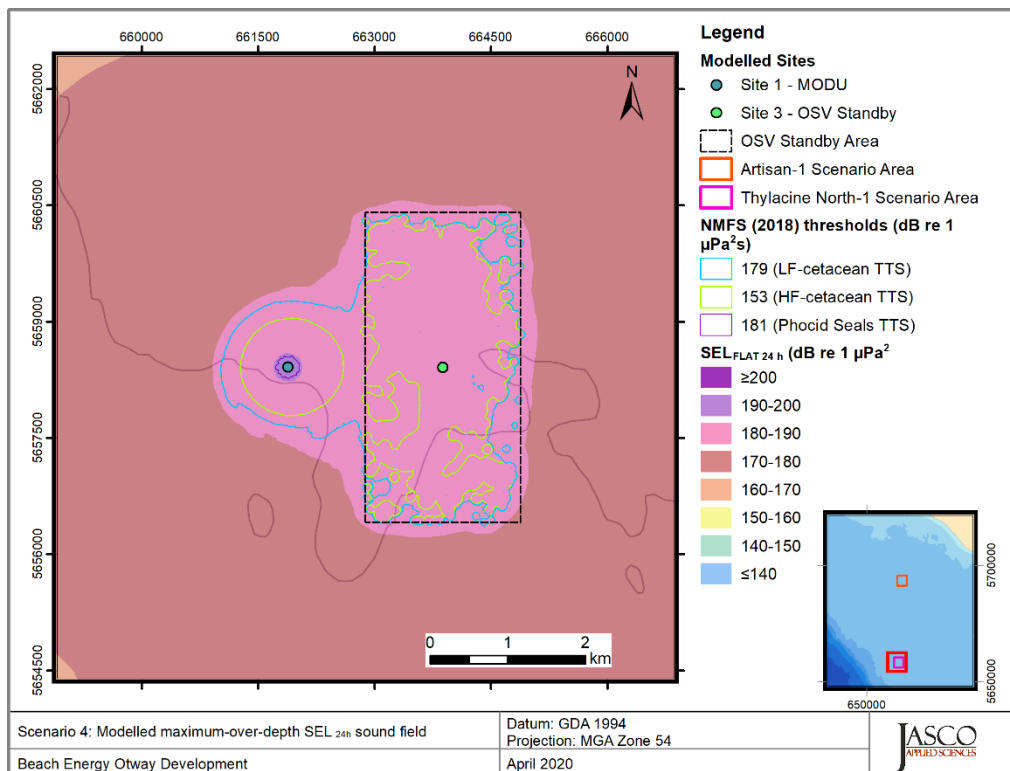 660000 661500 663000 664500 666000
5662000
5660500
5659000
5657500
5656000
5654500
N
0 1 2
km
Legend
Modelled Sites
Site 1 - MODU
Site 3 - OSV Standby
OSV Standby Area
Artisan-1 Scenario Area
Thylacine North-1 Scenario Area
NMFS (2018) thresholds (dB re 1
µPa²s)
179 (LF-cetacean TTS)
153 (HF-cetacean TTS)
181 (Phocid Seals TTS)
SEL FLAT 24 h (dB re 1 µPa²
≥200
190-200
180-190
170-180
160-170
150-160
140-150
≤140
5700000
5650000
650000
Scenario 4: Modelled maximum-over-depth SEL 24h sound field
Beach Energy Otway Development
Datum: GDA 1994
Projection: MGA Zone 54
April 2020
JASCO
APPLIED SCIENCES